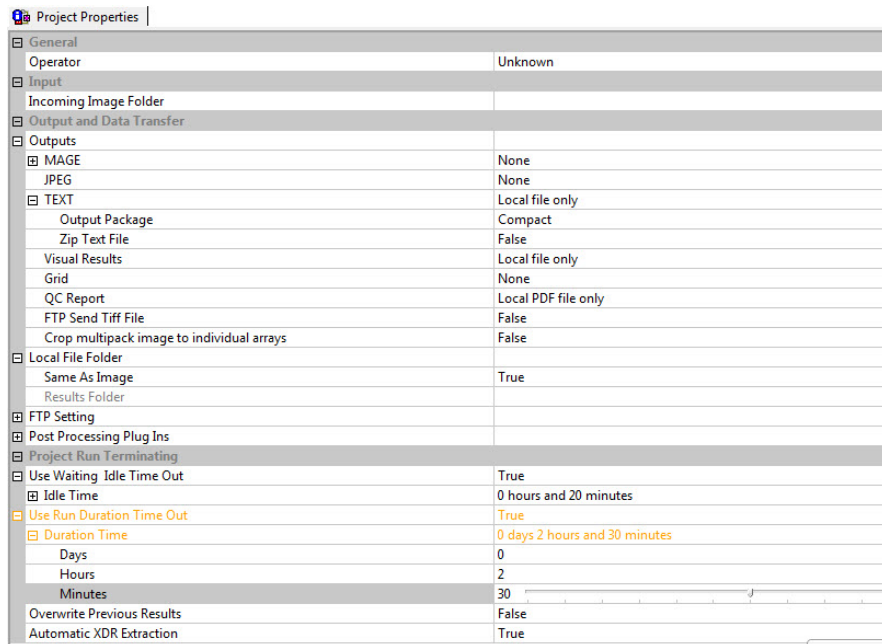 Project Properties
General
Operator Unknown
Input
Incoming Image Folder
Output and Data Transfer
Outputs
MAGE None
JPEG None
TEXT Local file only
Output Package Compact
Zip Text File False
Visual Results Local file only
Grid None
QC Report Local PDF file only
FTP Send Tiff File False
Crop multipack image to individual arrays False
Local File Folder
Same As Image True
Results Folder
FTP Setting
Post Processing Plug Ins
Project Run Terminating
Use Waiting Idle Time Out True
Idle Time 0 hours and 20 minutes
Use Run Duration Time Out True
Duration Time 0 days 2 hours and 30 minutes
Days 0
Hours 2
Minutes 30
Overwrite Previous Results False
Automatic XDR Extraction True